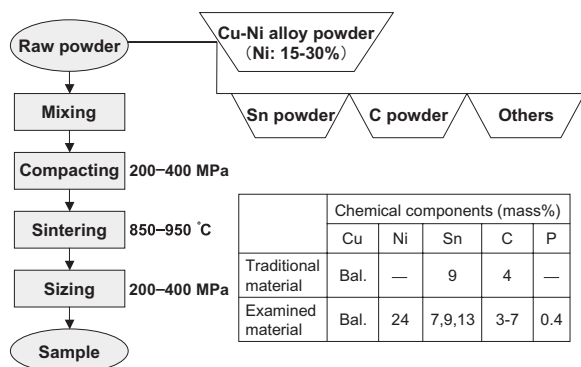 Raw powder
Cu-Ni alloy powder
(Ni: 15-30%)
Sn powder
C powder
Others
Mixing
Compacting
200–400 MPa
Sintering
850–950 ℃
Sizing
200–400 MPa
Sample
Chemical components (mass%)
Cu Ni Sn C P
Traditional
material
Bal. — 9 4 —
Examined
material
Bal. 24 7,9,13 3-7 0.4